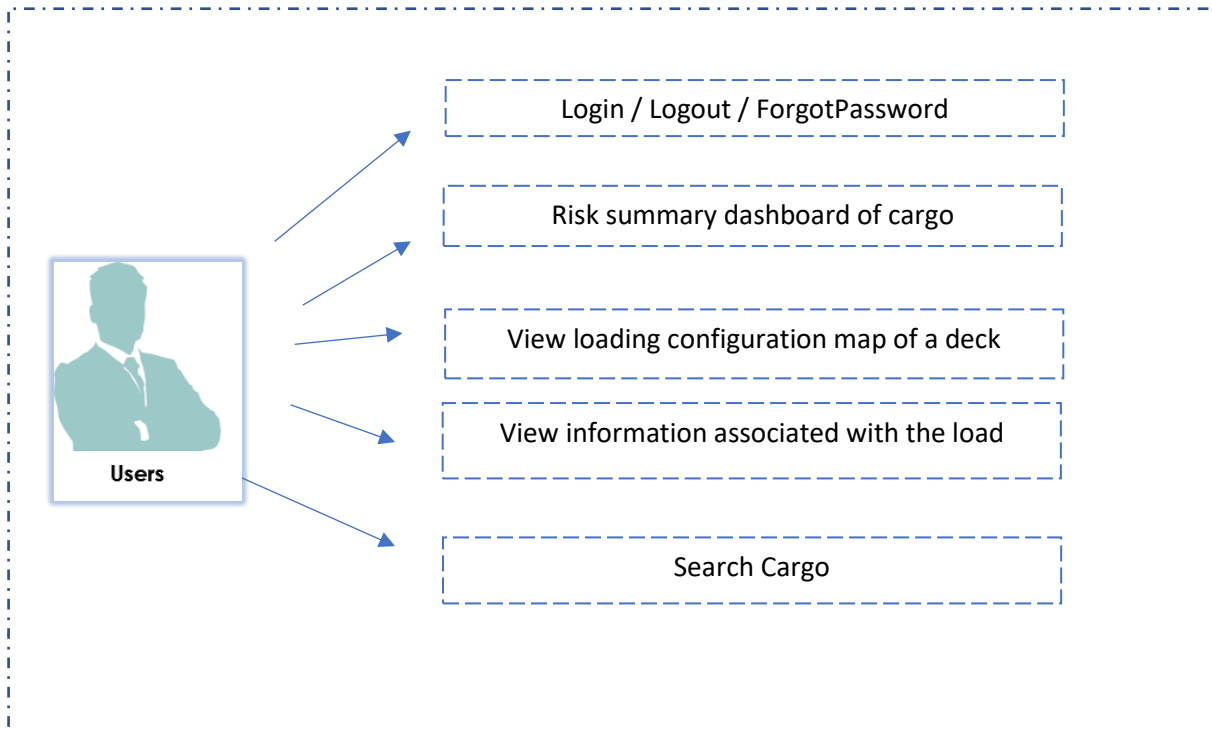 Login / Logout / ForgotPassword
Risk summary dashboard of cargo
View loading configuration map of a deck
View information associated with the load
Users
Search Cargo